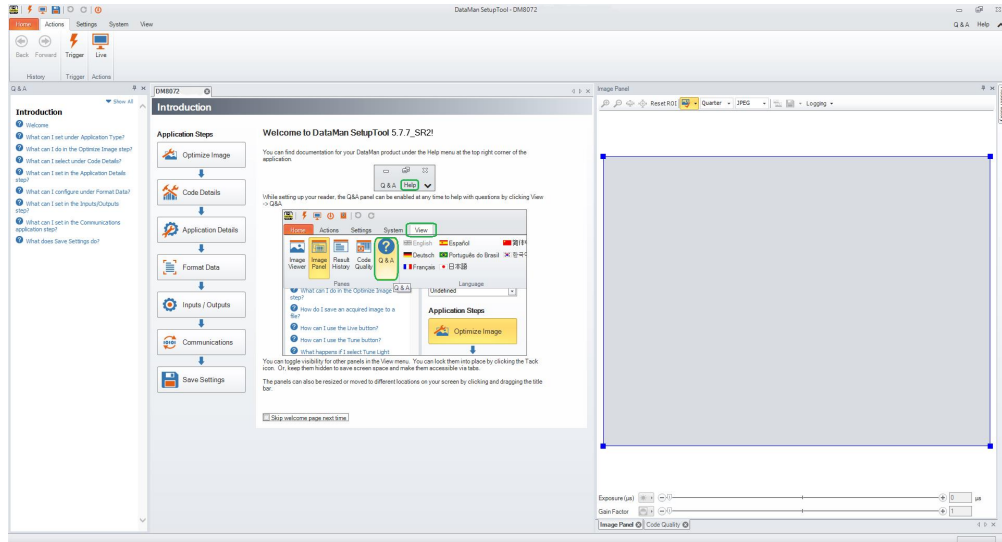 DataMan SetupTool - DM8072
Home Actions Settings System View
Q & A Help
Back Forward Trigger Live
History Trigger Actions
Q & A
Show All
Introduction
Welcome
What can I set under Application Type?
What can I do in the Optimize Image step?
What can I select under Code Details?
What can I set in the Application Details
step?
What can I configure under Format Data?
What can I set in the Inputs/Outputs
step?
What can I set in the Communications
application step?
What does Save Settings do?
DM8072
Introduction
Application Steps
Optimize Image
Code Details
Application Details
Format Data
Inputs / Outputs
Communications
Save Settings
Welcome to DataMan SetupTool 5.7.7_SR2!
You can find documentation for your DataMan product under the Help menu at the top right corner of the
application.
Q & A Help
While setting up your reader, the Q&A panel can be enabled at any time to help with questions by clicking View
-> Q&A
Home Actions Settings System View
Image Viewer
Image Panel
Result History
Code Quality
Q & A
English Español
Deutsch Português do Brasil
Français 日本語
Panes Language
Q & A
What can I do in the Optimize Image
step?
How do I save an acquired image to a
file?
How can I use the Live button?
How can I use the Tune button?
What happens if I select Tune Light
Undefined
Application Steps
Optimize Image
You can toggle visibility for other panels in the View menu. You can lock them into place by clicking the Tack
icon. Or, keep them hidden to save screen space and make them accessible via tabs.
The panels can also be resized or moved to different locations on your screen by clicking and dragging the title
bar.
Skip welcome page next time
Image Panel
Reset ROI Quarter JPEG Logging
Exposure (µs) 0 µs
Gain Factor 1
Image Panel Code Quality